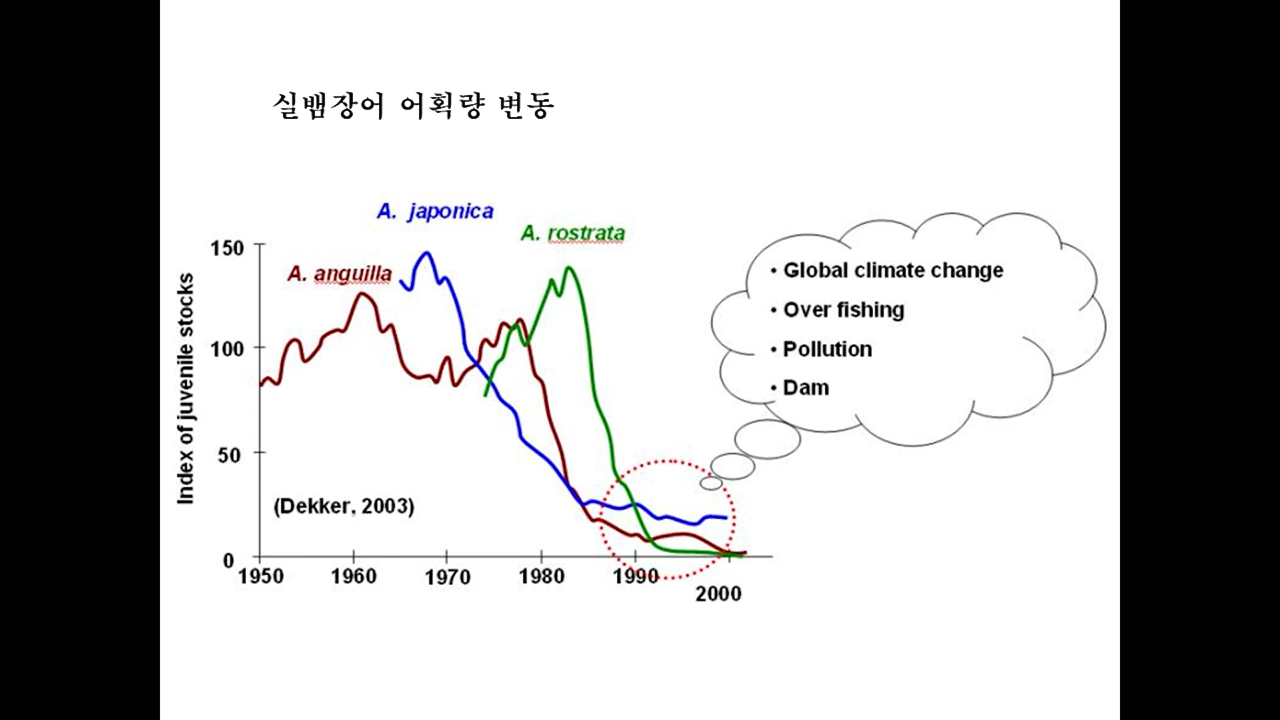 실뱀장어 어획량 변동
A. japonica
A. rostrata
A. anguilla
Index of juvenile stocks
150
100
50
0
1950
1960
1970
1980
1990
2000
(Dekker, 2003)
• Global climate change
• Over fishing
• Pollution
• Dam